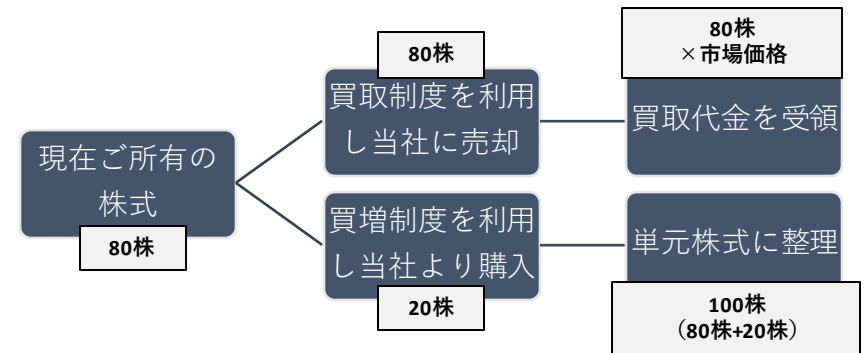 現在ご所有の
株式
80株
80株
買取制度を利用
し当社に売却
80株
×市場価格
買取代金を受領
買増制度を利用
し当社より購入
20株
単元株式に整理
100株
（80株+20株）